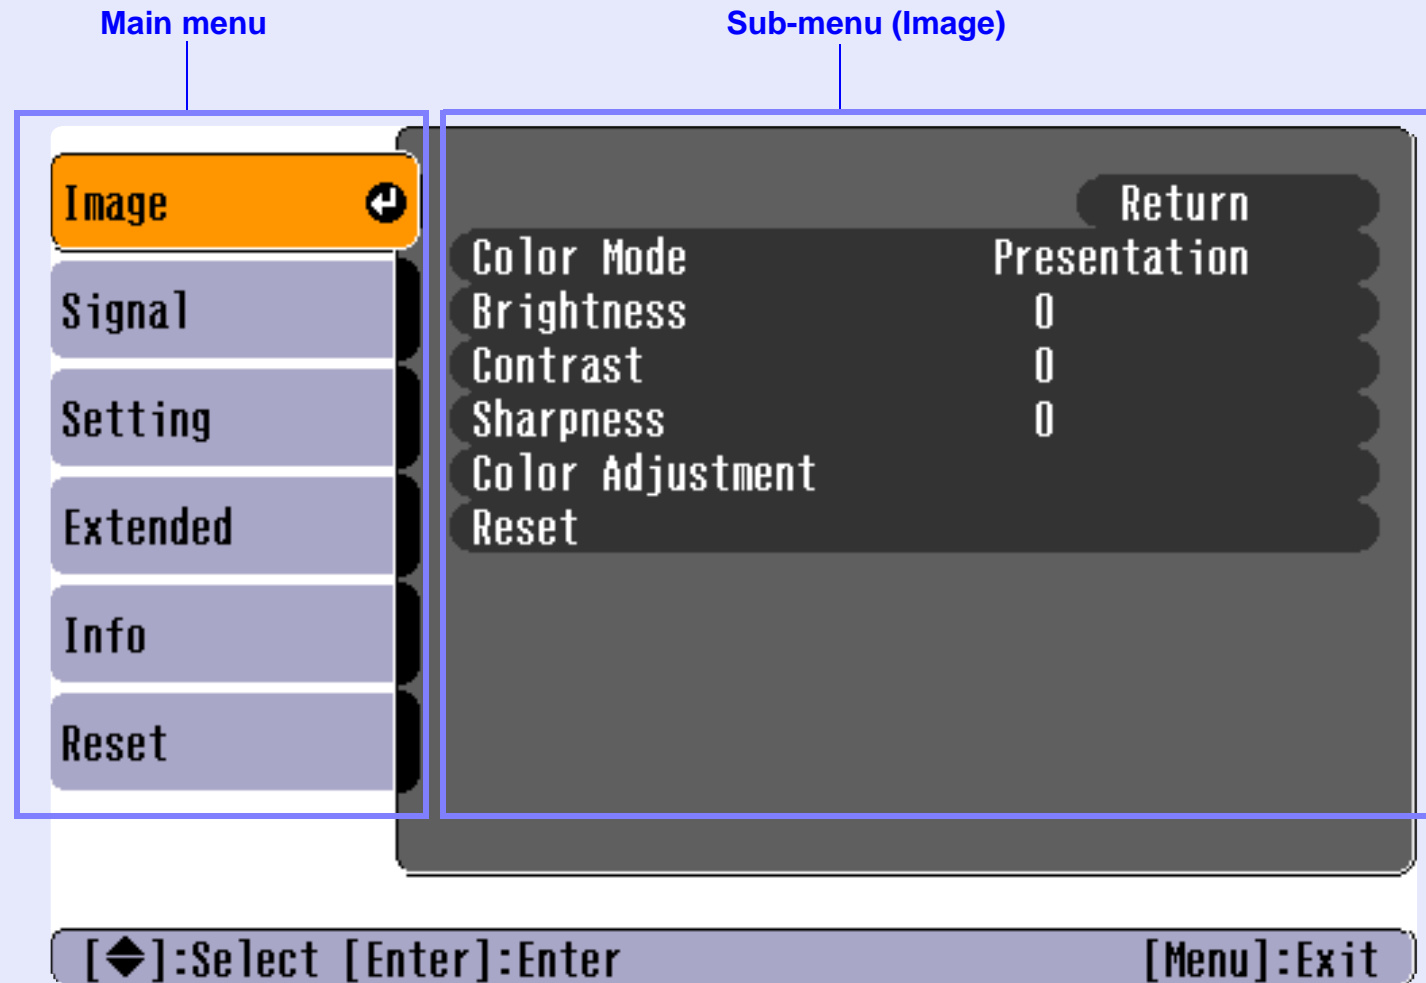 Main menu
Sub-menu (Image)
Image
Signal
Setting
Extended
Info
Reset
Return
Color Mode Presentation
Brightness 0
Contrast 0
Sharpness 0
Color Adjustment
Reset
[◆]:Select [Enter]:Enter [Menu]:Exit